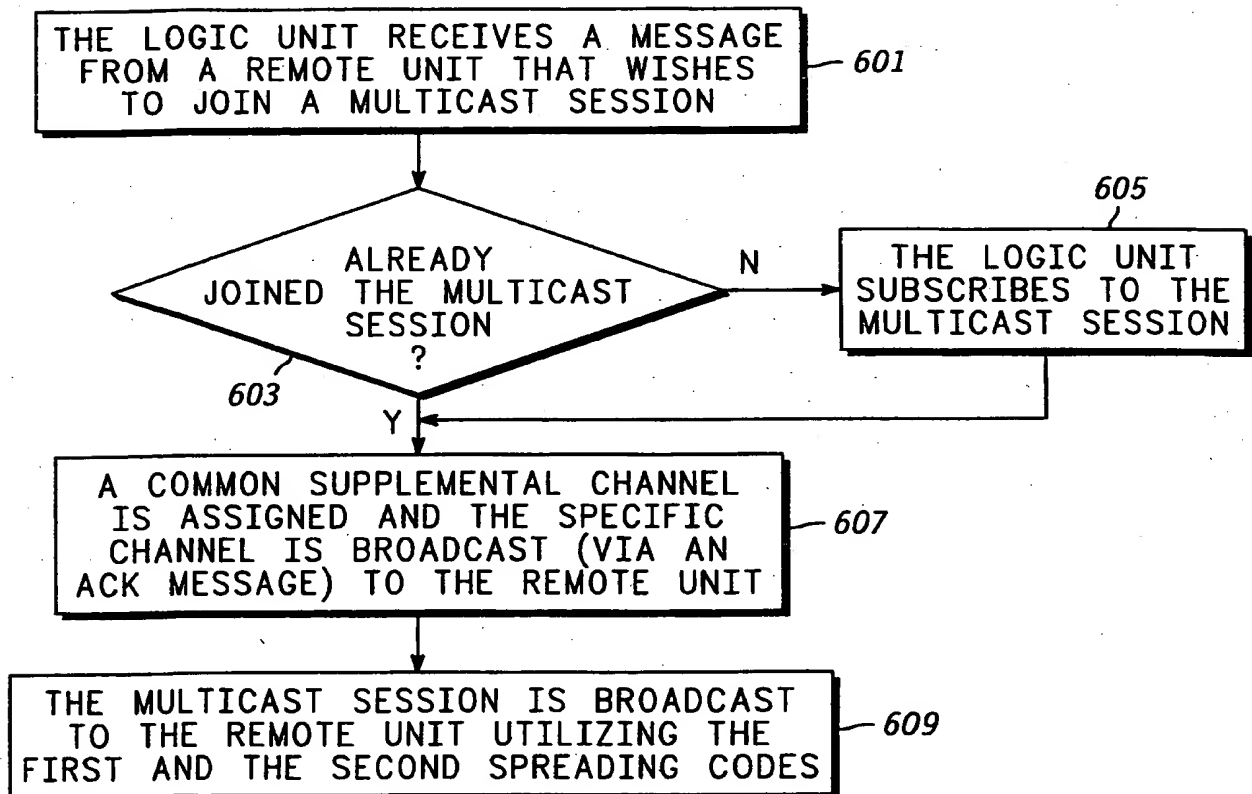 THE LOGIC UNIT RECEIVES A MESSAGE
FROM A REMOTE UNIT THAT WISHES
TO JOIN A MULTICAST SESSION
601
ALREADY
JOINED THE MULTICAST
SESSION
?
603
N
605
THE LOGIC UNIT
SUBSCRIBES TO THE
MULTICAST SESSION
Y
A COMMON SUPPLEMENTAL CHANNEL
IS ASSIGNED AND THE SPECIFIC
CHANNEL IS BROADCAST (VIA AN
ACK MESSAGE) TO THE REMOTE UNIT
607
THE MULTICAST SESSION IS BROADCAST
TO THE REMOTE UNIT UTILIZING THE
FIRST AND THE SECOND SPREADING CODES
609